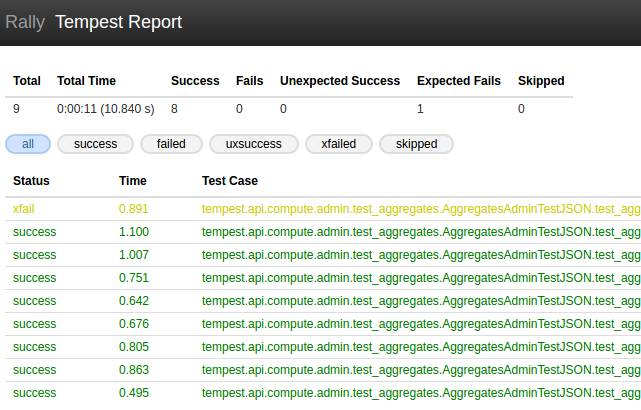 Rally Tempest Report
Total Total Time Success Fails Unexpected Success Expected Fails Skipped
9 0:00:11 (10.840 s) 8 0 0 1 0
all success failed uxsuccess xfailed skipped
Status Time Test Case
xfail 0.891 tempest.api.compute.admin.test_aggregates.AggregatesAdminTestJSON.test_agg
success 1.100 tempest.api.compute.admin.test_aggregates.AggregatesAdminTestJSON.test_agg
success 1.007 tempest.api.compute.admin.test_aggregates.AggregatesAdminTestJSON.test_agg
success 0.751 tempest.api.compute.admin.test_aggregates.AggregatesAdminTestJSON.test_agg
success 0.642 tempest.api.compute.admin.test_aggregates.AggregatesAdminTestJSON.test_agg
success 0.676 tempest.api.compute.admin.test_aggregates.AggregatesAdminTestJSON.test_agg
success 0.805 tempest.api.compute.admin.test_aggregates.AggregatesAdminTestJSON.test_agg
success 0.863 tempest.api.compute.admin.test_aggregates.AggregatesAdminTestJSON.test_agg
success 0.495 tempest.api.compute.admin.test_aggregates.AggregatesAdminTestJSON.test_agg